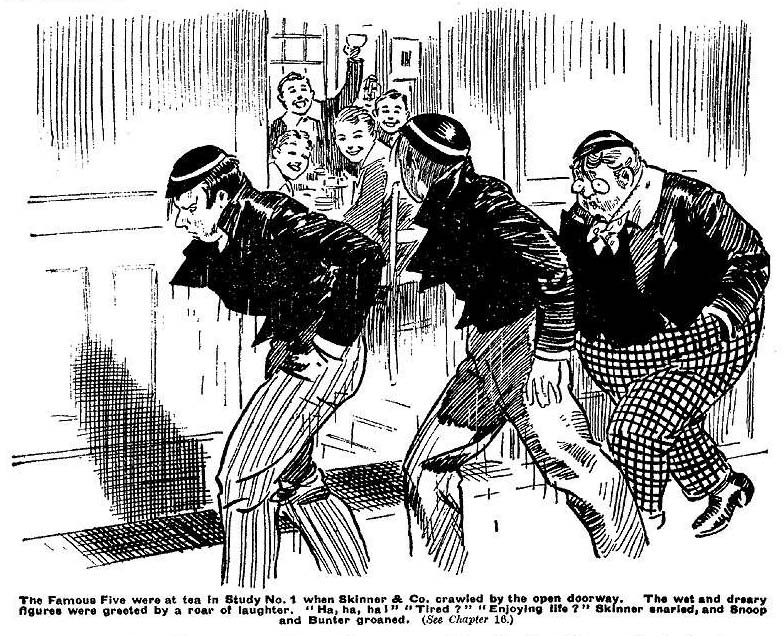 The Famous Five were at tea in Study No. 1 when Skinner & Co. crawled by the open doorway. The wet and dreary
figures were greeted by a roar of laughter. "Ha, ha, ha!" "Tired?" "Enjoying life?" Skinner snarled, and Snoop
and Bunter groaned. (See Chapter 16.)